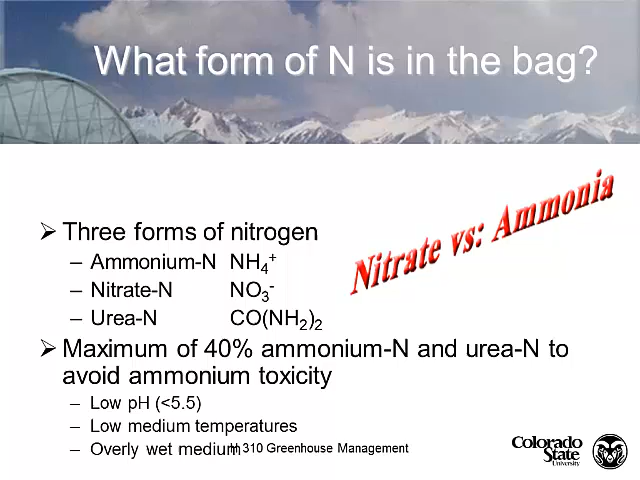 What form of N is in the bag?
Nitrate vs: Ammonia
➢ Three forms of nitrogen
– Ammonium-N NH₄⁺
– Nitrate-N NO₃⁻
– Urea-N CO(NH₂)₂
➢ Maximum of 40% ammonium-N and urea-N to
avoid ammonium toxicity
– Low pH (<5.5)
– Low medium temperatures
– Overly wet medium
H 310 Greenhouse Management
Colorado
State
University